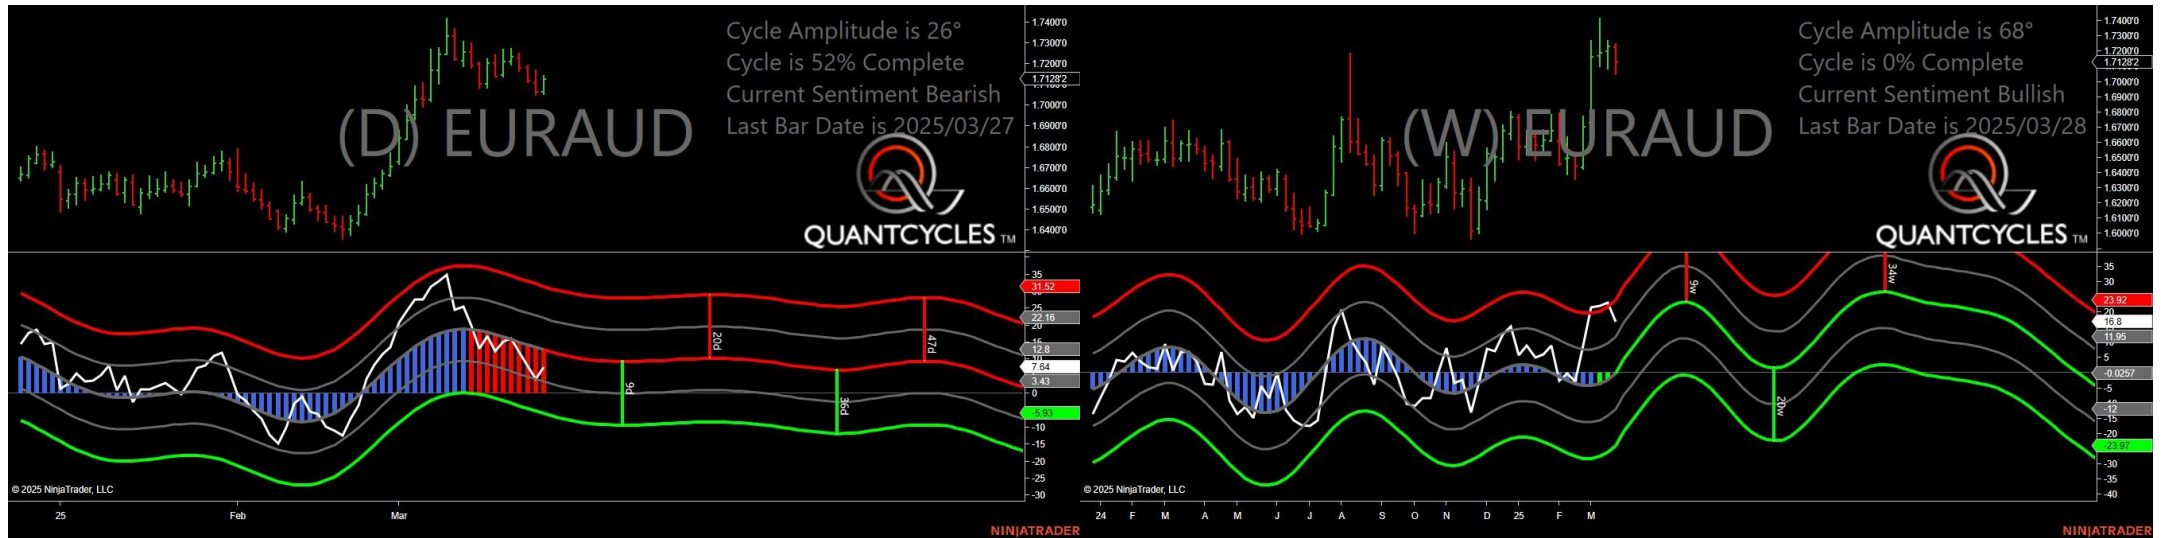 Cycle Amplitude is 26°
Cycle is 52% Complete
Current Sentiment Bearish
Last Bar Date is 2025/03/27
(D) EURAUD
QUANTCYCLES TM
1.7400'0
1.7300'0
1.7200'0
1.7128'2
1.7000'0
1.6900'0
1.6800'0
1.6700'0
1.6600'0
1.6500'0
1.6400'0
35
31.52
25
22.16
20
12.8
7.64
3.43
0
-5.93
-10
-15
-20
-25
-30
9d
20d
36d
47d
© 2025 NinjaTrader, LLC
25 Feb Mar
NINJATRADER
Cycle Amplitude is 68°
Cycle is 0% Complete
Current Sentiment Bullish
Last Bar Date is 2025/03/28
(W) EURAUD
QUANTCYCLES TM
1.7400'0
1.7200'0
1.7128'2
1.7000'0
1.6900'0
1.6800'0
1.6700'0
1.6600'0
1.6500'0
1.6400'0
1.6300'0
1.6200'0
1.6100'0
1.6000'0
35
30
23.92
20
16.8
11.95
5
-0.0257
-5
-12
-15
-20
-23.97
-30
-35
-40
9w
20w
34w
© 2025 NinjaTrader, LLC
24 F M A M J J A S O N D 25 F M
NINJATRADER